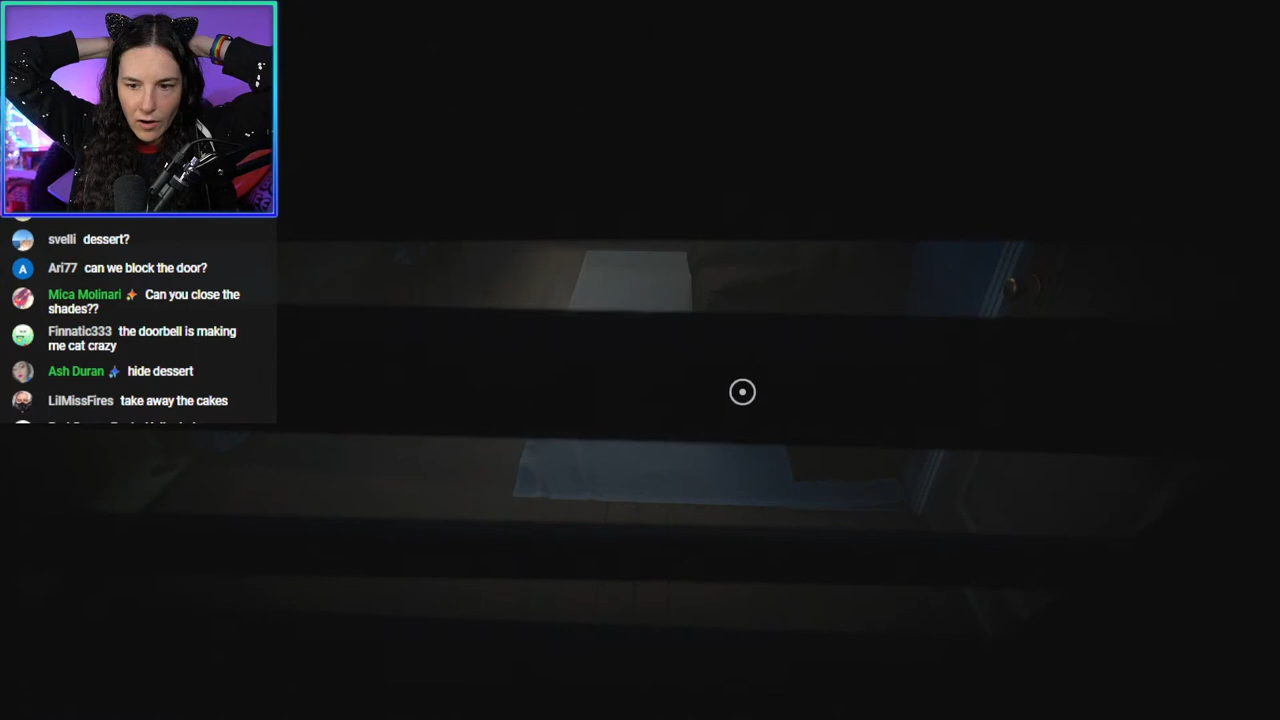 svelli dessert?
A Ari77 can we block the door?
Mica Molinari Can you close the
shades??
Finnatic333 the doorbell is making
me cat crazy
Ash Duran hide dessert
LilMissFires take away the cakes